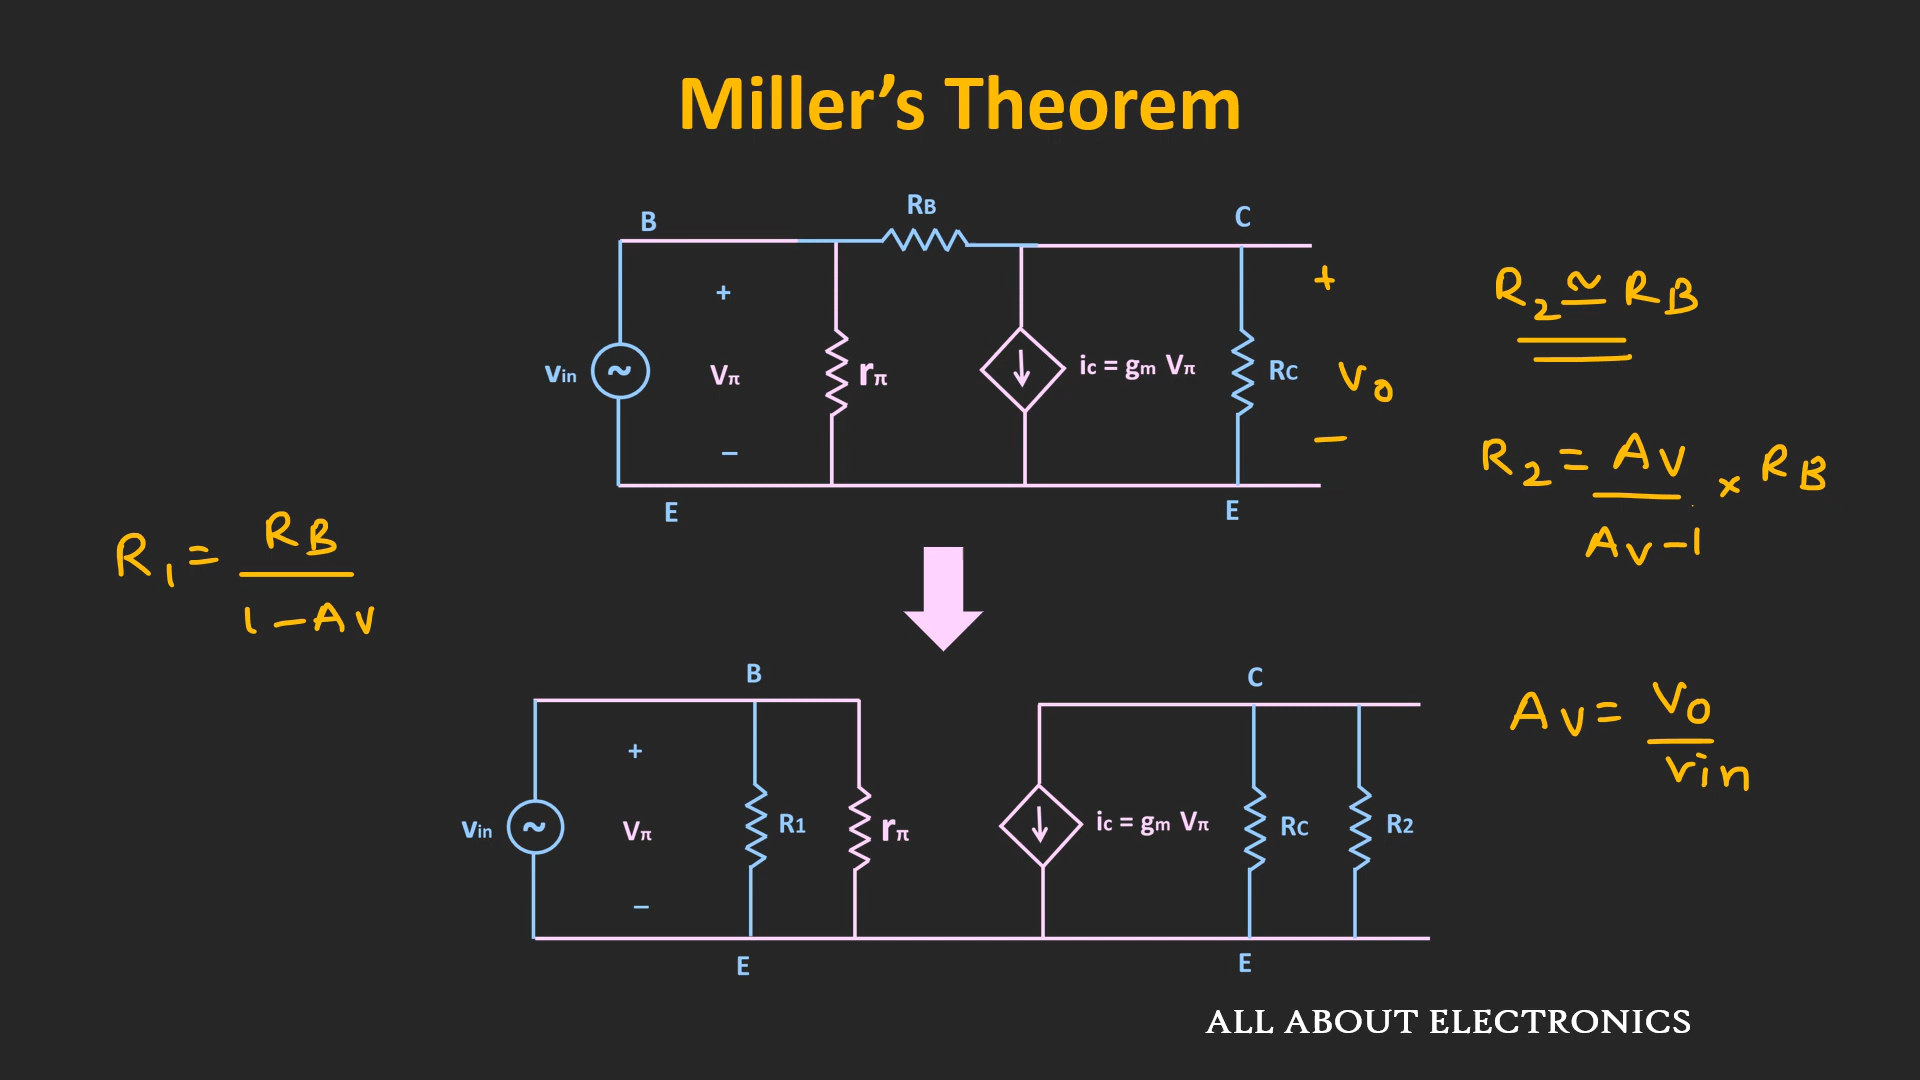 Miller's Theorem
RB
B
C
+
+
vin
~
Vπ
rπ
ic = gm Vπ
RC
vo
–
–
E
E
R2 ≃ RB
R2 = Av / Av-1 × RB
R1 = RB / 1-Av
B
C
+
vin
~
Vπ
R1
rπ
ic = gm Vπ
RC
R2
–
E
E
Av = vo / vin
ALL ABOUT ELECTRONICS